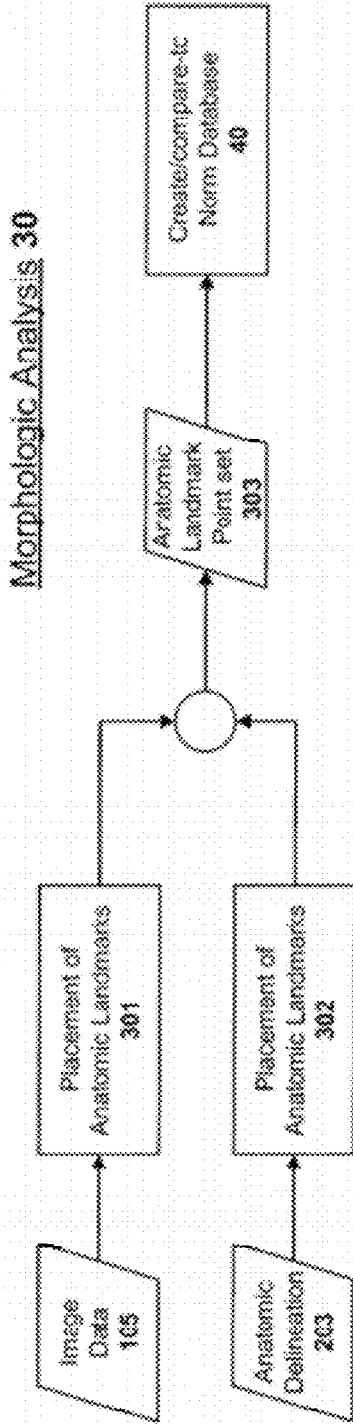 Morphologic Analysis 30
Image
Data
105
Placement of
Anatomic Landmarks
301
Anatomic
Delineation
203
Placement of
Anatomic Landmarks
302
Anatomic
Landmark
Point set
303
Create/compare-to
Norm Database
40